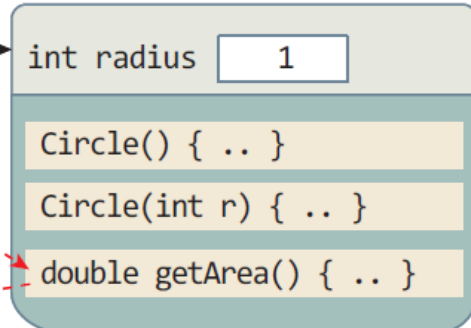 int radius 1
Circle() { .. }
Circle(int r) { .. }
double getArea() { .. }